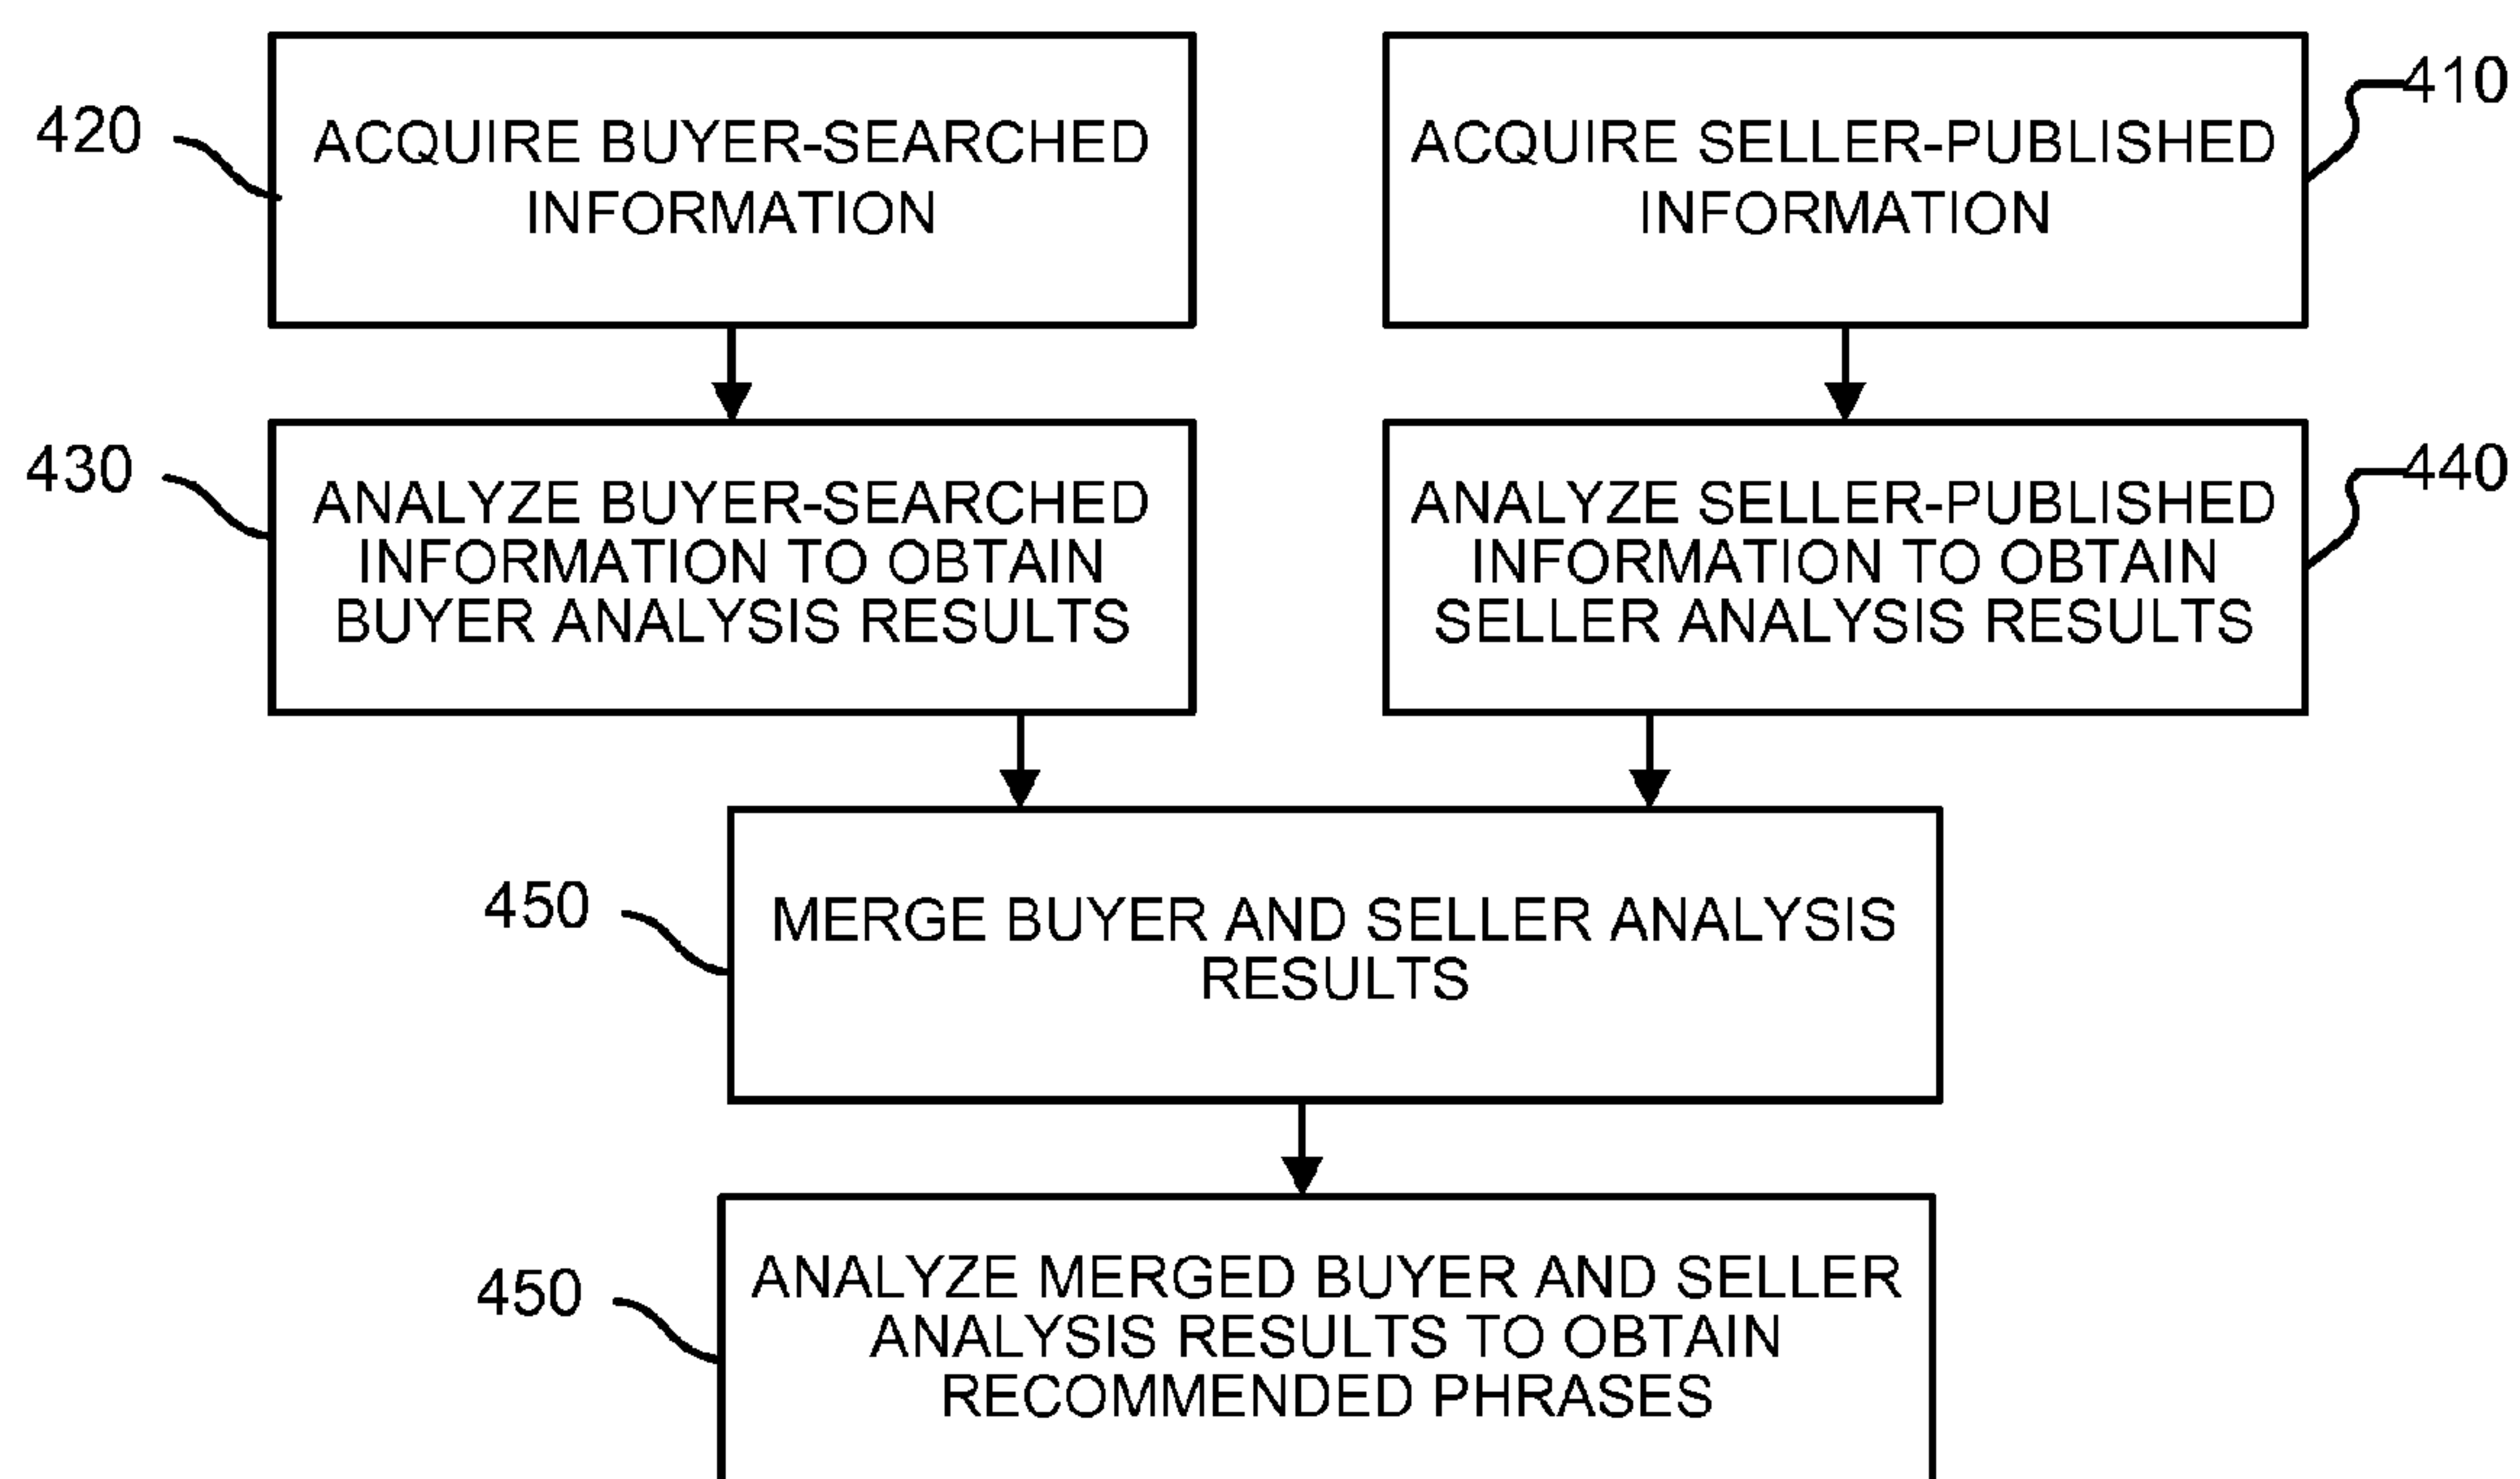 420
ACQUIRE BUYER-SEARCHED
INFORMATION
ACQUIRE SELLER-PUBLISHED
INFORMATION
410
430
ANALYZE BUYER-SEARCHED
INFORMATION TO OBTAIN
BUYER ANALYSIS RESULTS
ANALYZE SELLER-PUBLISHED
INFORMATION TO OBTAIN
SELLER ANALYSIS RESULTS
440
450
MERGE BUYER AND SELLER ANALYSIS
RESULTS
450
ANALYZE MERGED BUYER AND SELLER
ANALYSIS RESULTS TO OBTAIN
RECOMMENDED PHRASES